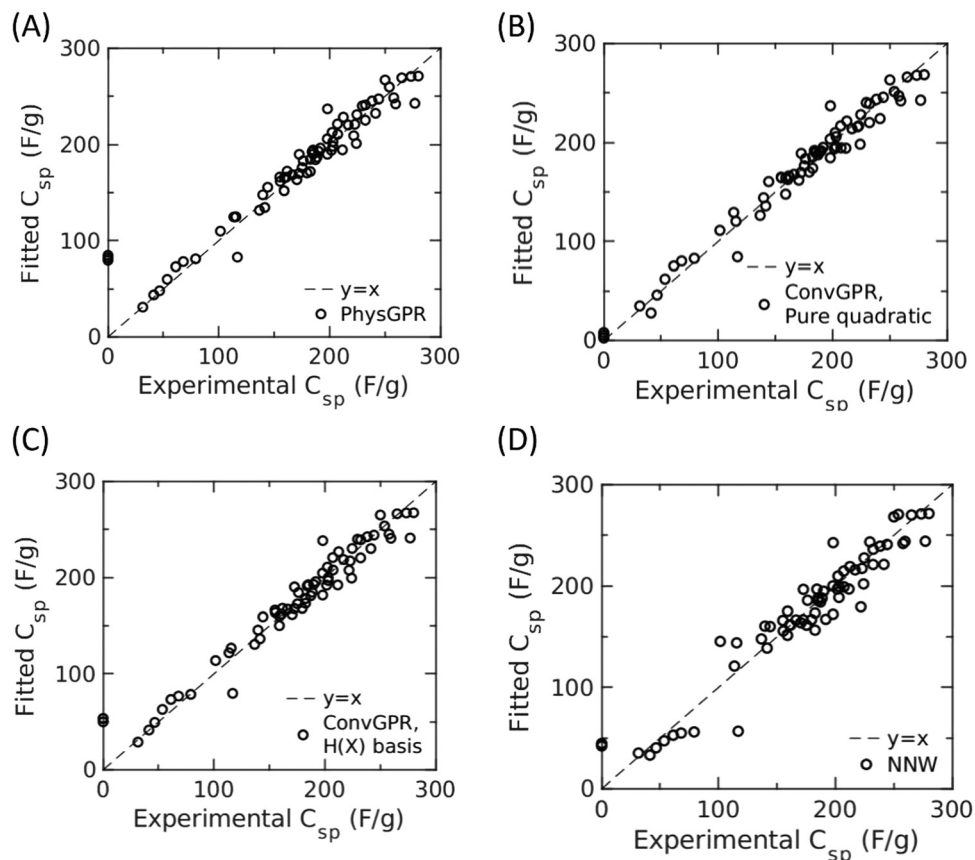 (A)
300
200
100
0
0
100
200
300
Fitted C_sp (F/g)
Experimental C_sp (F/g)
y=x
PhysGPR
(B)
300
200
100
0
0
100
200
300
Fitted C_sp (F/g)
Experimental C_sp (F/g)
y=x
ConvGPR,
Pure quadratic
(C)
300
200
100
0
0
100
200
300
Fitted C_sp (F/g)
Experimental C_sp (F/g)
y=x
ConvGPR,
H(X) basis
(D)
300
200
100
0
0
100
200
300
Fitted C_sp (F/g)
Experimental C_sp (F/g)
y=x
NNW